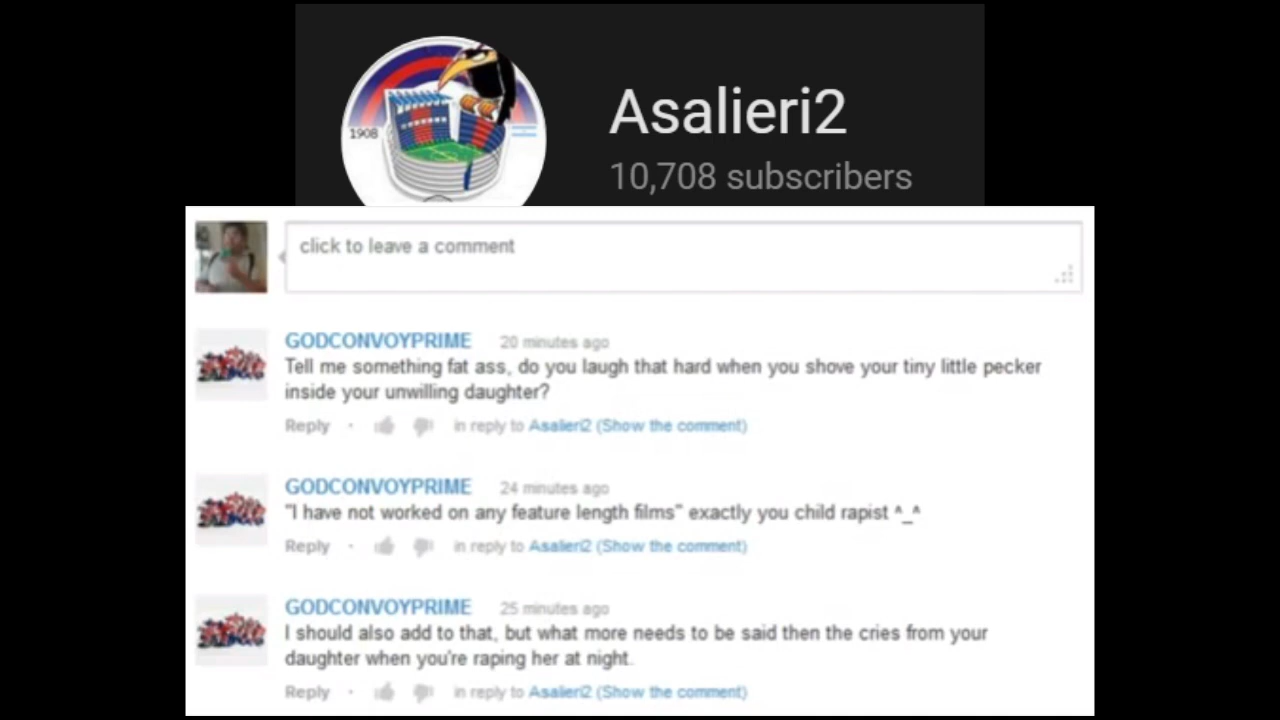 1908
Asalieri2
10,708 subscribers
click to leave a comment
GODCONVOYPRIME 20 minutes ago
Tell me something fat ass, do you laugh that hard when you shove your tiny little pecker
inside your unwilling daughter?
Reply · in reply to Asalieri2 (Show the comment)
GODCONVOYPRIME 24 minutes ago
"I have not worked on any feature length films" exactly you child rapist ^_^
Reply · in reply to Asalieri2 (Show the comment)
GODCONVOYPRIME 25 minutes ago
I should also add to that, but what more needs to be said then the cries from your
daughter when you're raping her at night.
Reply · in reply to Asalieri2 (Show the comment)